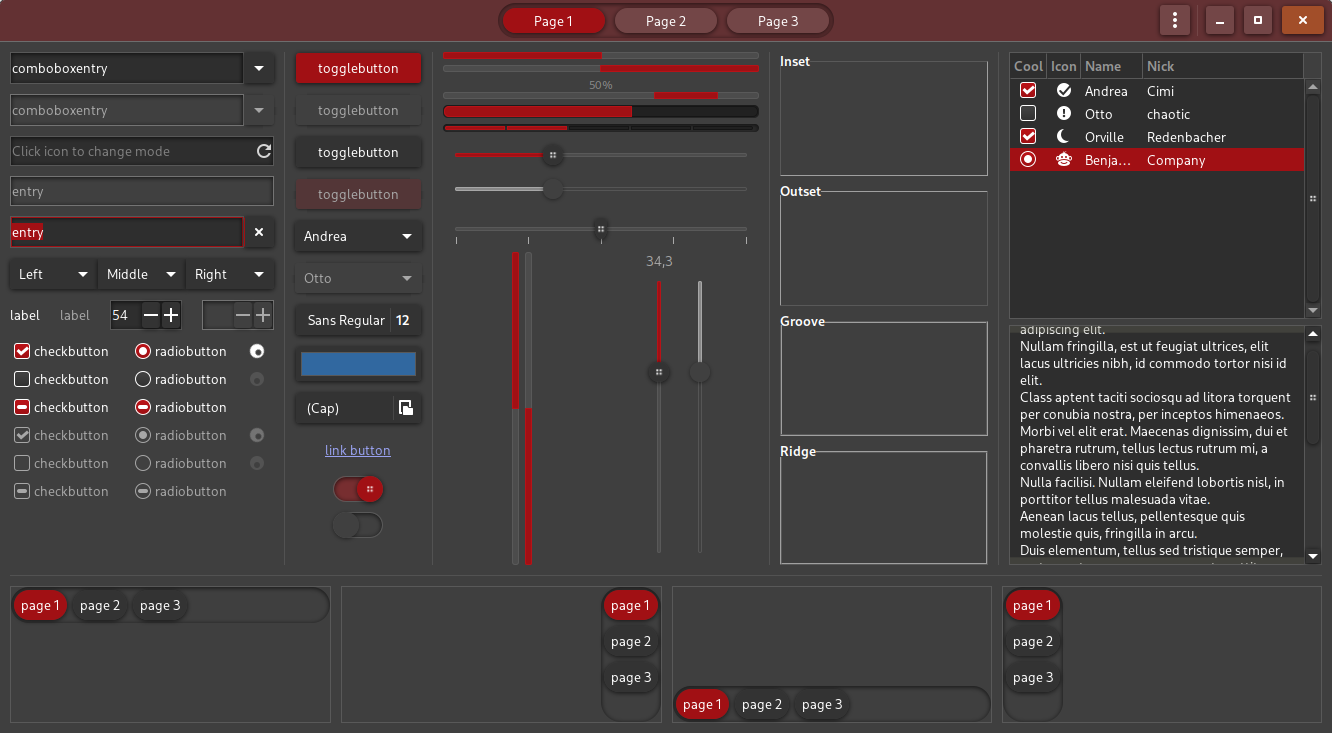 Page 1
Page 2
Page 3
comboboxentry
comboboxentry
Click icon to change mode
entry
entry
Left
Middle
Right
label
label
54
checkbutton
radiobutton
checkbutton
radiobutton
checkbutton
radiobutton
checkbutton
radiobutton
checkbutton
radiobutton
checkbutton
radiobutton
togglebutton
togglebutton
togglebutton
togglebutton
Andrea
Otto
Sans Regular 12
(Cap)
link button
50%
34,3
Inset
Outset
Groove
Ridge
Cool Icon Name Nick
Andrea Cimi
Otto chaotic
Orville Redenbacher
Benja... Company
adipiscing elit.
Nullam fringilla, est ut feugiat ultrices, elit
lacus ultricies nibh, id commodo tortor nisi id
elit.
Class aptent taciti sociosqu ad litora torquent
per conubia nostra, per inceptos himenaeos.
Morbi vel elit erat. Maecenas dignissim, dui et
pharetra rutrum, tellus lectus rutrum mi, a
convallis libero nisi quis tellus.
Nulla facilisi. Nullam eleifend lobortis nisl, in
porttitor tellus malesuada vitae.
Aenean lacus tellus, pellentesque quis
molestie quis, fringilla in arcu.
Duis elementum, tellus sed tristique semper,
page 1
page 2
page 3
page 1
page 2
page 3
page 1
page 2
page 3
page 1
page 2
page 3